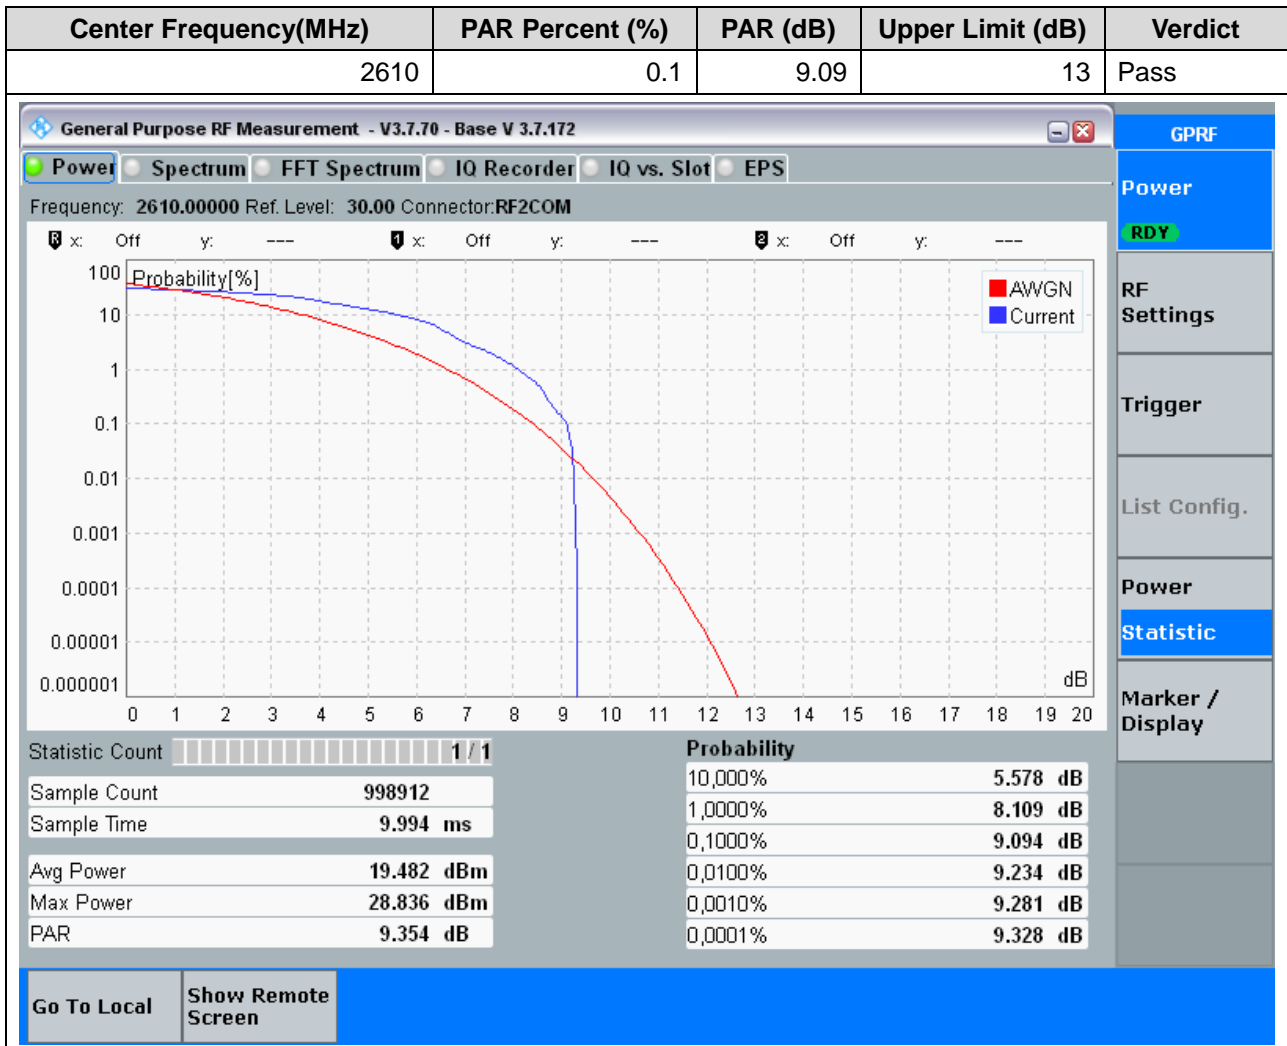 Center Frequency(MHz) PAR Percent (%) PAR (dB) Upper Limit (dB) Verdict
2610 0.1 9.09 13 Pass
General Purpose RF Measurement - V3.7.70 - Base V 3.7.172
GPRF
Power Spectrum FFT Spectrum IQ Recorder IQ vs. Slot EPS
Frequency: 2610.00000 Ref. Level: 30.00 Connector:RF2COM
R x: Off y: --- 1 x: Off y: --- 2 x: Off y: ---
Probability[%]
AWGN
Current
100
10
1
0.1
0.01
0.001
0.0001
0.00001
0.000001
dB
0 1 2 3 4 5 6 7 8 9 10 11 12 13 14 15 16 17 18 19 20
Statistic Count 1 / 1
Sample Count 998912
Sample Time 9.994 ms
Avg Power 19.482 dBm
Max Power 28.836 dBm
PAR 9.354 dB
Probability
10,000% 5.578 dB
1,0000% 8.109 dB
0,1000% 9.094 dB
0,0100% 9.234 dB
0,0010% 9.281 dB
0,0001% 9.328 dB
Power
RDY
RF
Settings
Trigger
List Config.
Power
Statistic
Marker /
Display
Go To Local
Show Remote
Screen